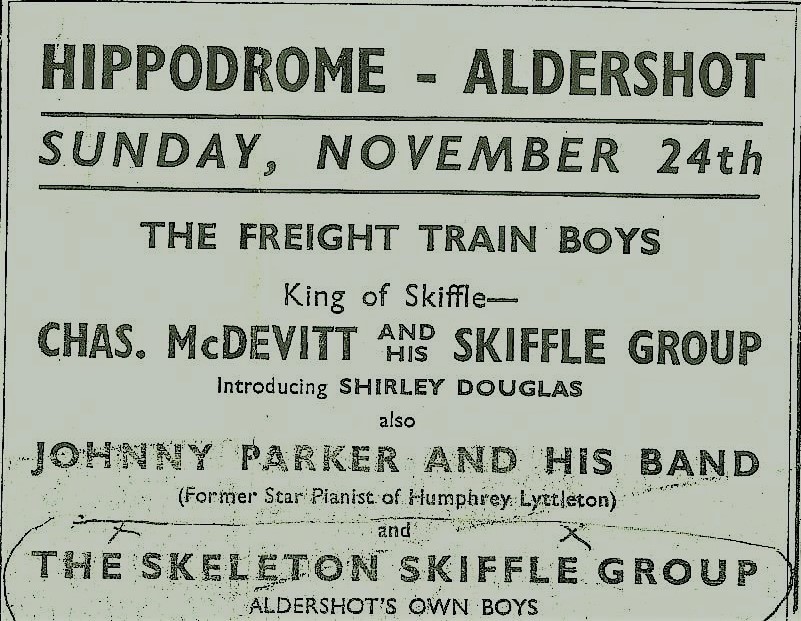 HIPPODROME - ALDERSHOT
SUNDAY, NOVEMBER 24th
THE FREIGHT TRAIN BOYS
King of Skiffle—
CHAS. McDEVITT AND HIS SKIFFLE GROUP
Introducing SHIRLEY DOUGLAS
also
JOHNNY PARKER AND HIS BAND
(Former Star Pianist of Humphrey Lyttleton)
and
THE SKELETON SKIFFLE GROUP
ALDERSHOT'S OWN BOYS